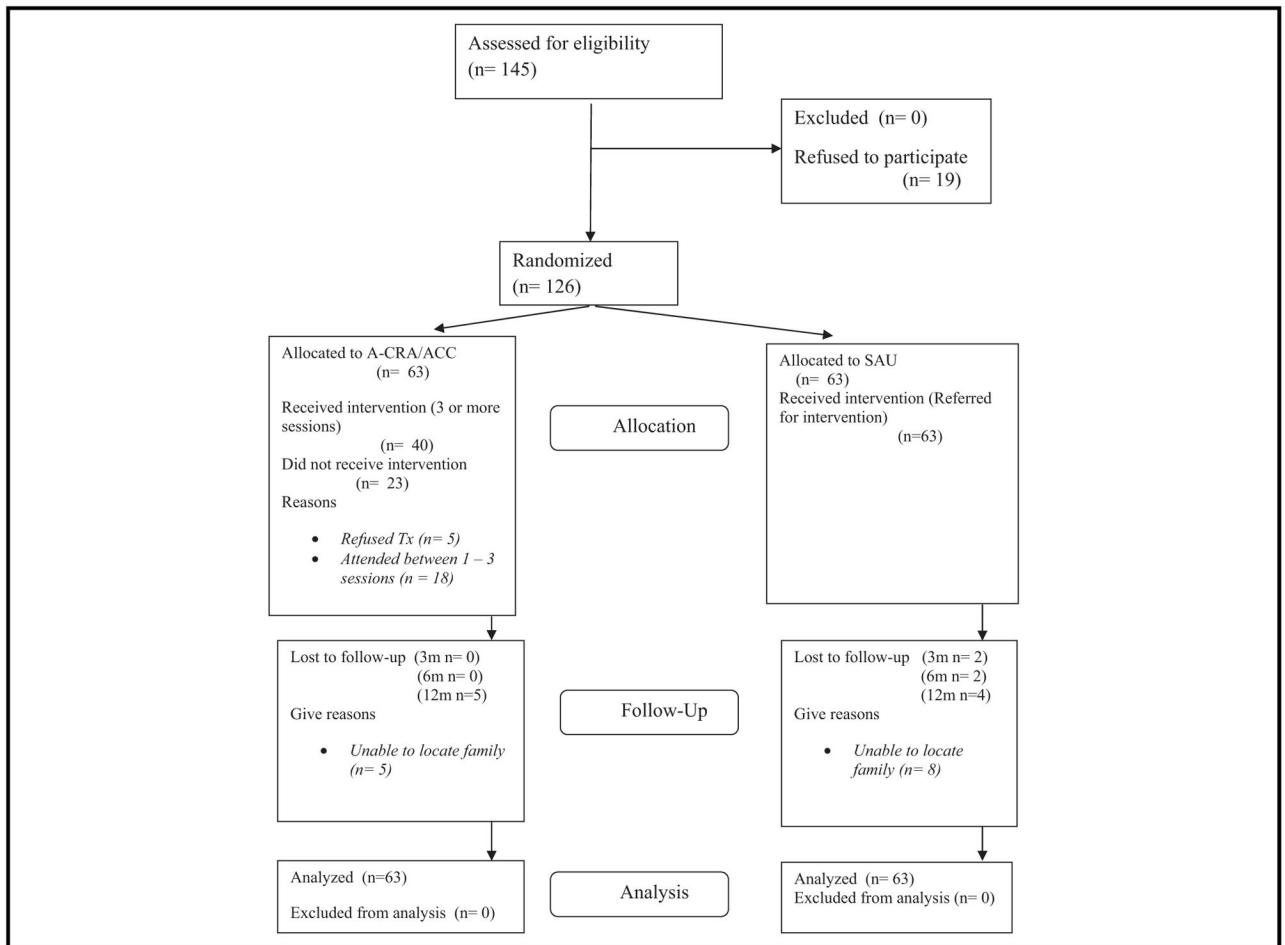 Assessed for eligibility
(n= 145)
Excluded (n= 0)
Refused to participate
(n= 19)
Randomized
(n= 126)
Allocated to A-CRA/ACC
(n= 63)
Received intervention (3 or more
sessions)
(n= 40)
Did not receive intervention
(n= 23)
Reasons
• Refused Tx (n= 5)
• Attended between 1 – 3
sessions (n = 18)
Allocation
Allocated to SAU
(n= 63)
Received intervention (Referred
for intervention)
(n=63)
Lost to follow-up (3m n= 0)
(6m n= 0)
(12m n=5)
Give reasons
• Unable to locate family
(n= 5)
Follow-Up
Lost to follow-up (3m n= 2)
(6m n= 2)
(12m n=4)
Give reasons
• Unable to locate
family (n= 8)
Analyzed (n=63)
Excluded from analysis (n= 0)
Analysis
Analyzed (n= 63)
Excluded from analysis (n= 0)